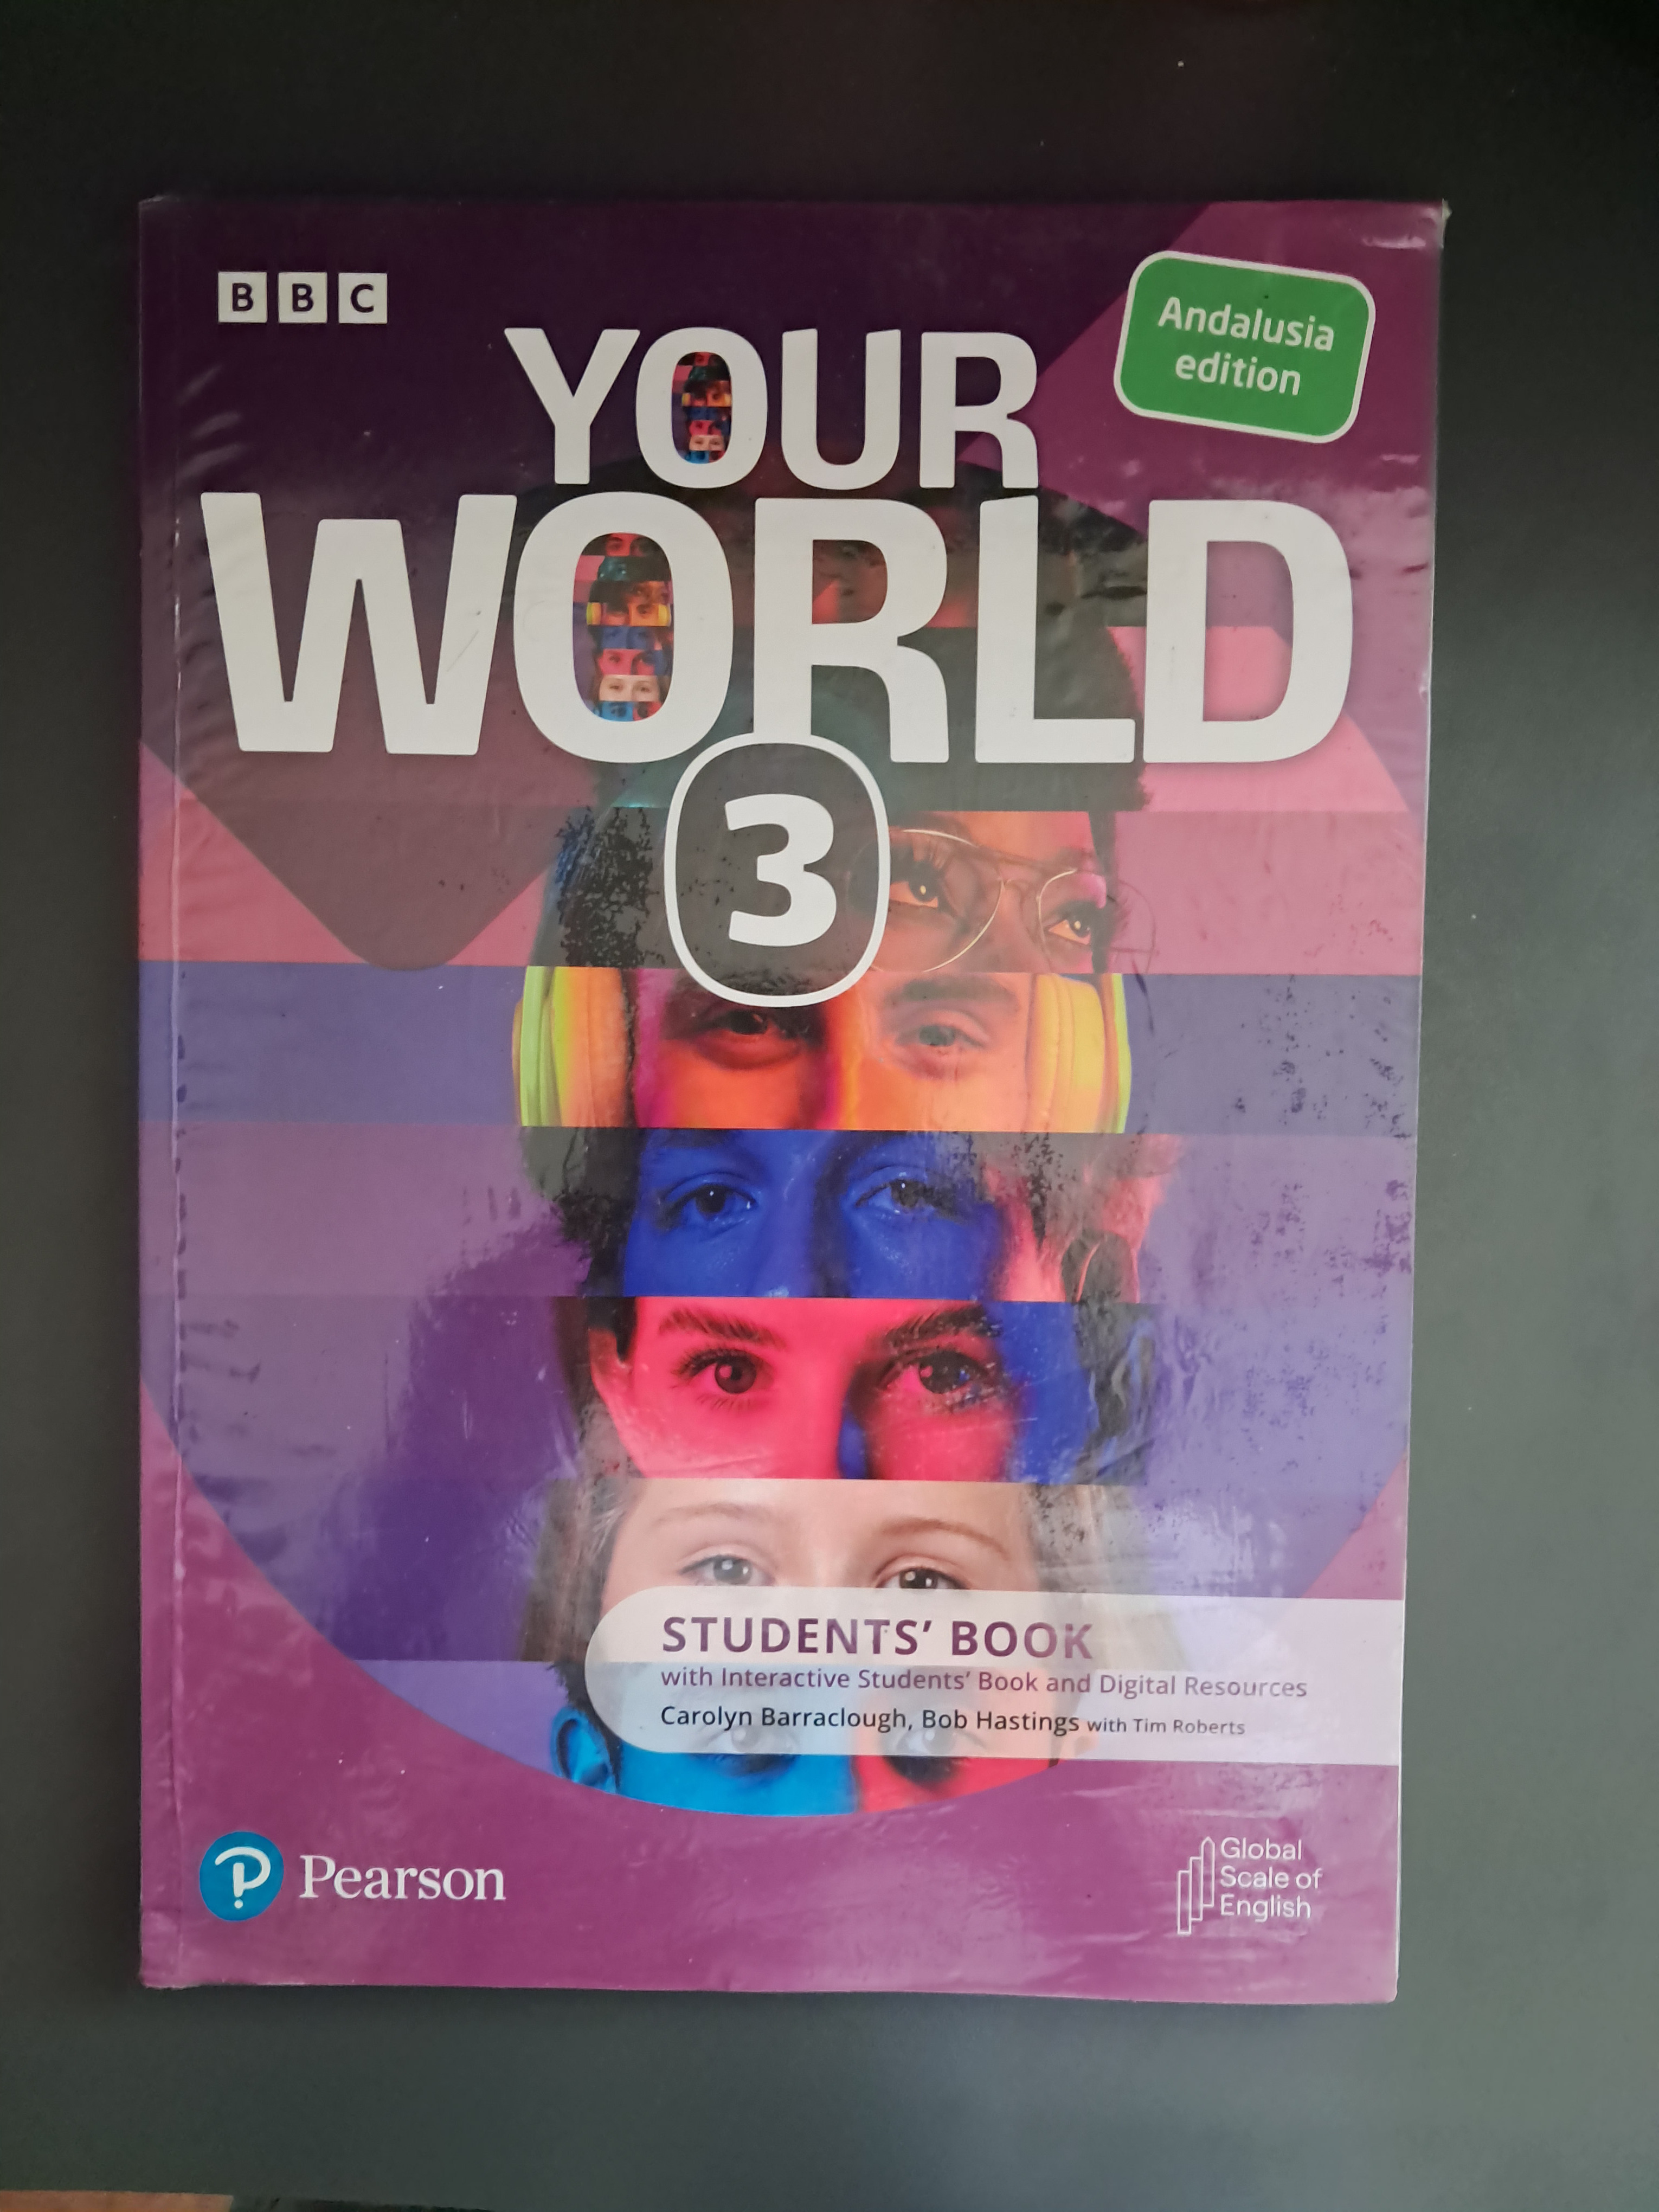 BBC
Andalusia
edition
YOUR
WORLD
3
STUDENTS' BOOK
with Interactive Students' Book and Digital Resources
Carolyn Barraclough, Bob Hastings with Tim Roberts
Pearson
Global
Scale of
English